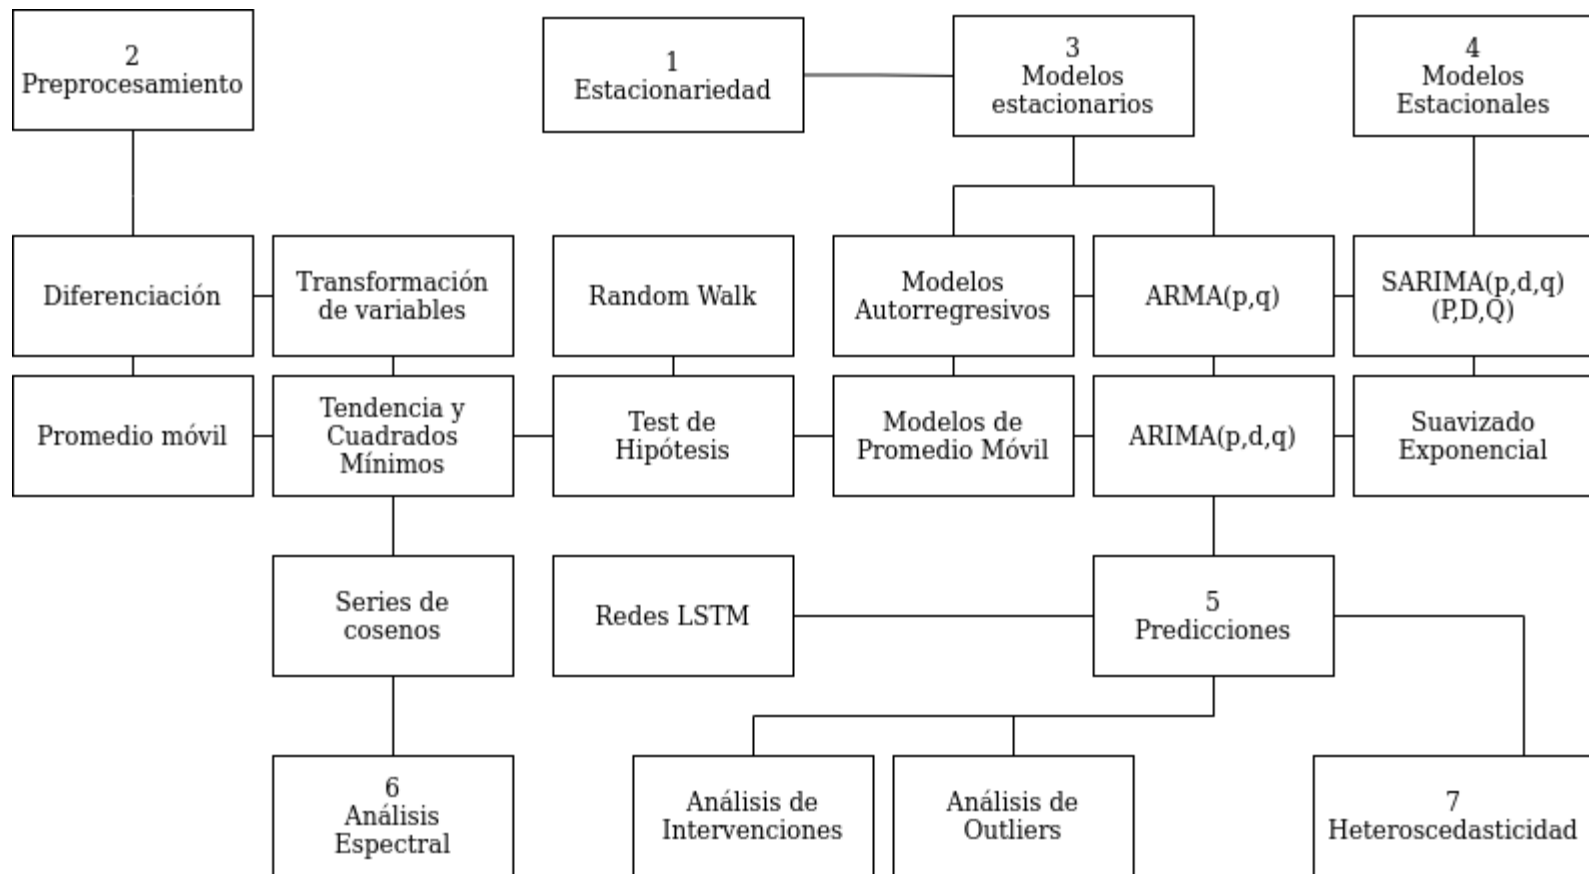 2
Preprocesamiento
1
Estacionariedad
3
Modelos
estacionarios
4
Modelos
Estacionales
Diferenciación
Transformación
de variables
Random Walk
Modelos
Autorregresivos
ARMA(p,q)
SARIMA(p,d,q)
(P,D,Q)
Promedio móvil
Tendencia y
Cuadrados
Mínimos
Test de
Hipótesis
Modelos de
Promedio Móvil
ARIMA(p,d,q)
Suavizado
Exponencial
Series de
cosenos
Redes LSTM
5
Predicciones
6
Análisis
Espectral
Análisis de
Intervenciones
Análisis de
Outliers
7
Heteroscedasticidad